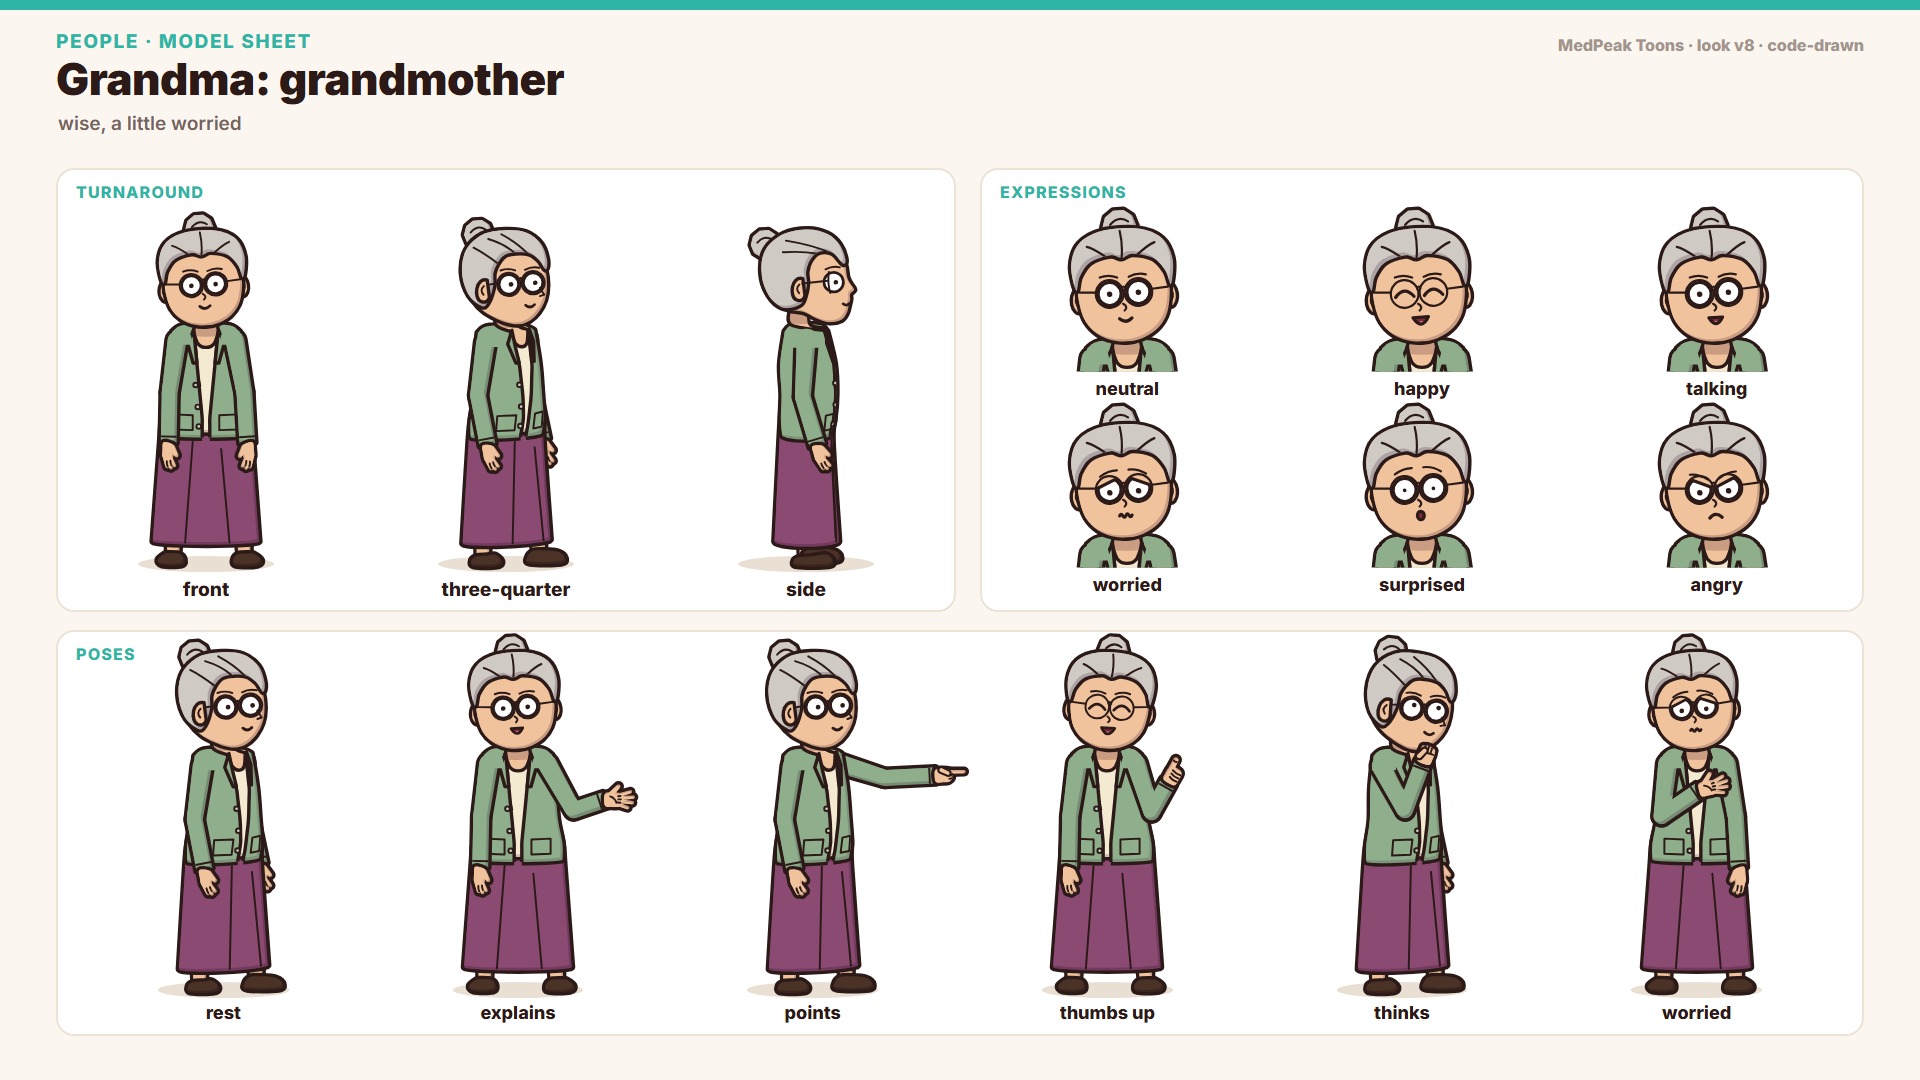 PEOPLE · MODEL SHEET
MedPeak Toons · look v8 · code-drawn
Grandma: grandmother
wise, a little worried
TURNAROUND
front
three-quarter
side
EXPRESSIONS
neutral
happy
talking
worried
surprised
angry
POSES
rest
explains
points
thumbs up
thinks
worried